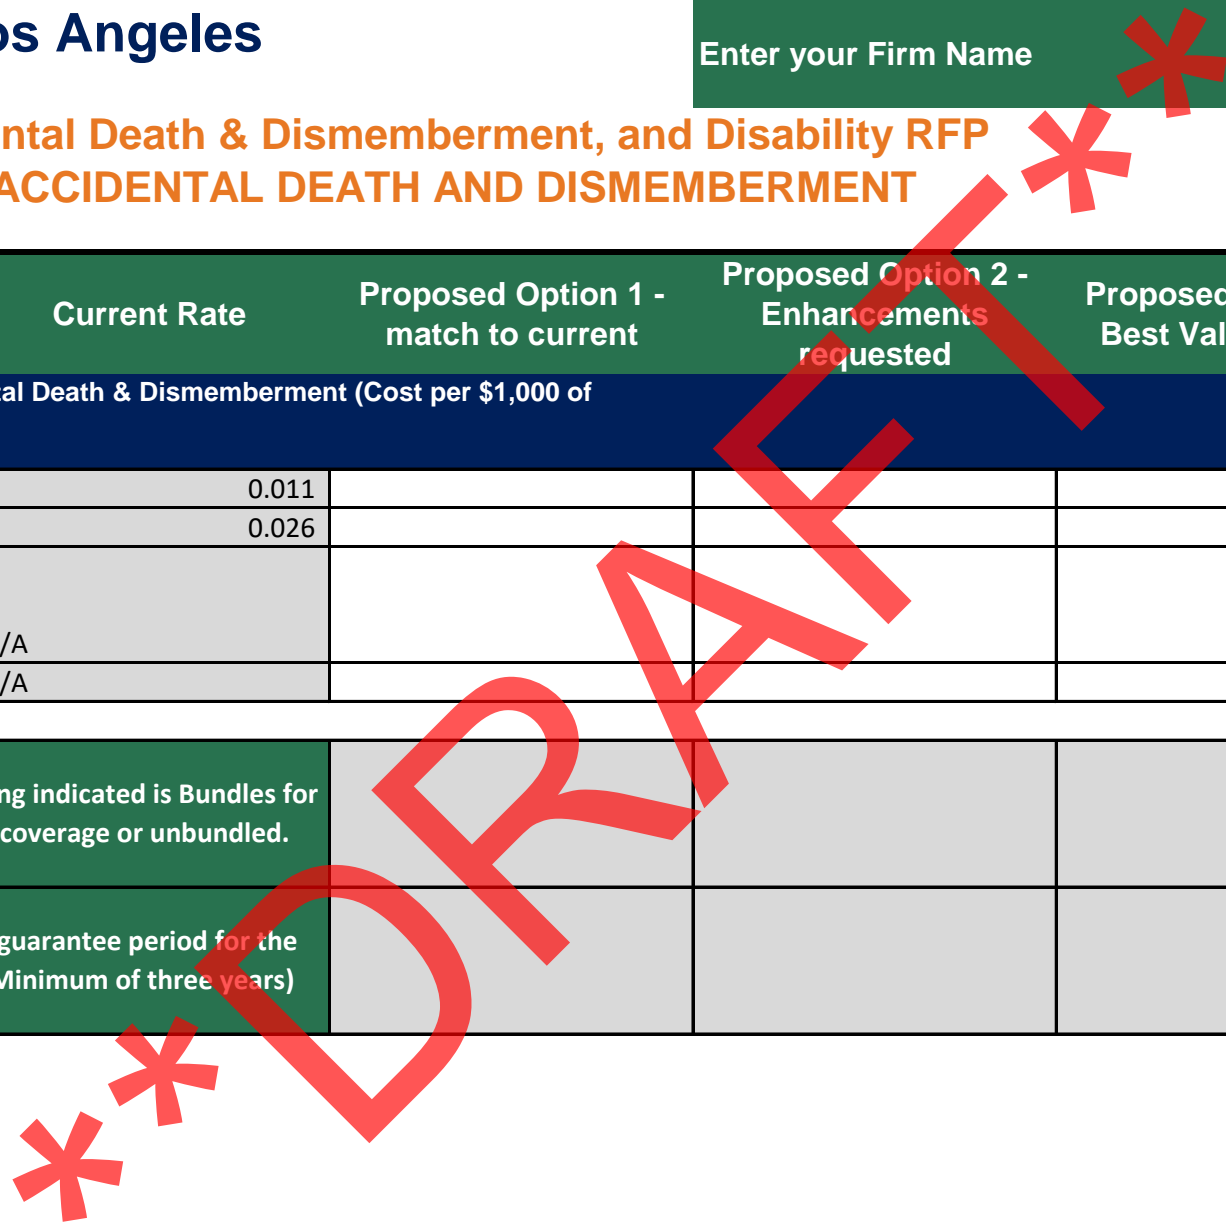 os Angeles
Enter your Firm Name
ntal Death & Dismemberment, and Disability RFP
ACCIDENTAL DEATH AND DISMEMBERMENT
Current Rate
Proposed Option 1 -
match to current
Proposed Option 2 -
Enhancements
requested
Proposed
Best Val
tal Death & Dismemberment (Cost per $1,000 of
0.011
0.026
/A
/A
ng indicated is Bundles for
coverage or unbundled.
guarantee period for the
Minimum of three years)
**DRAFT**